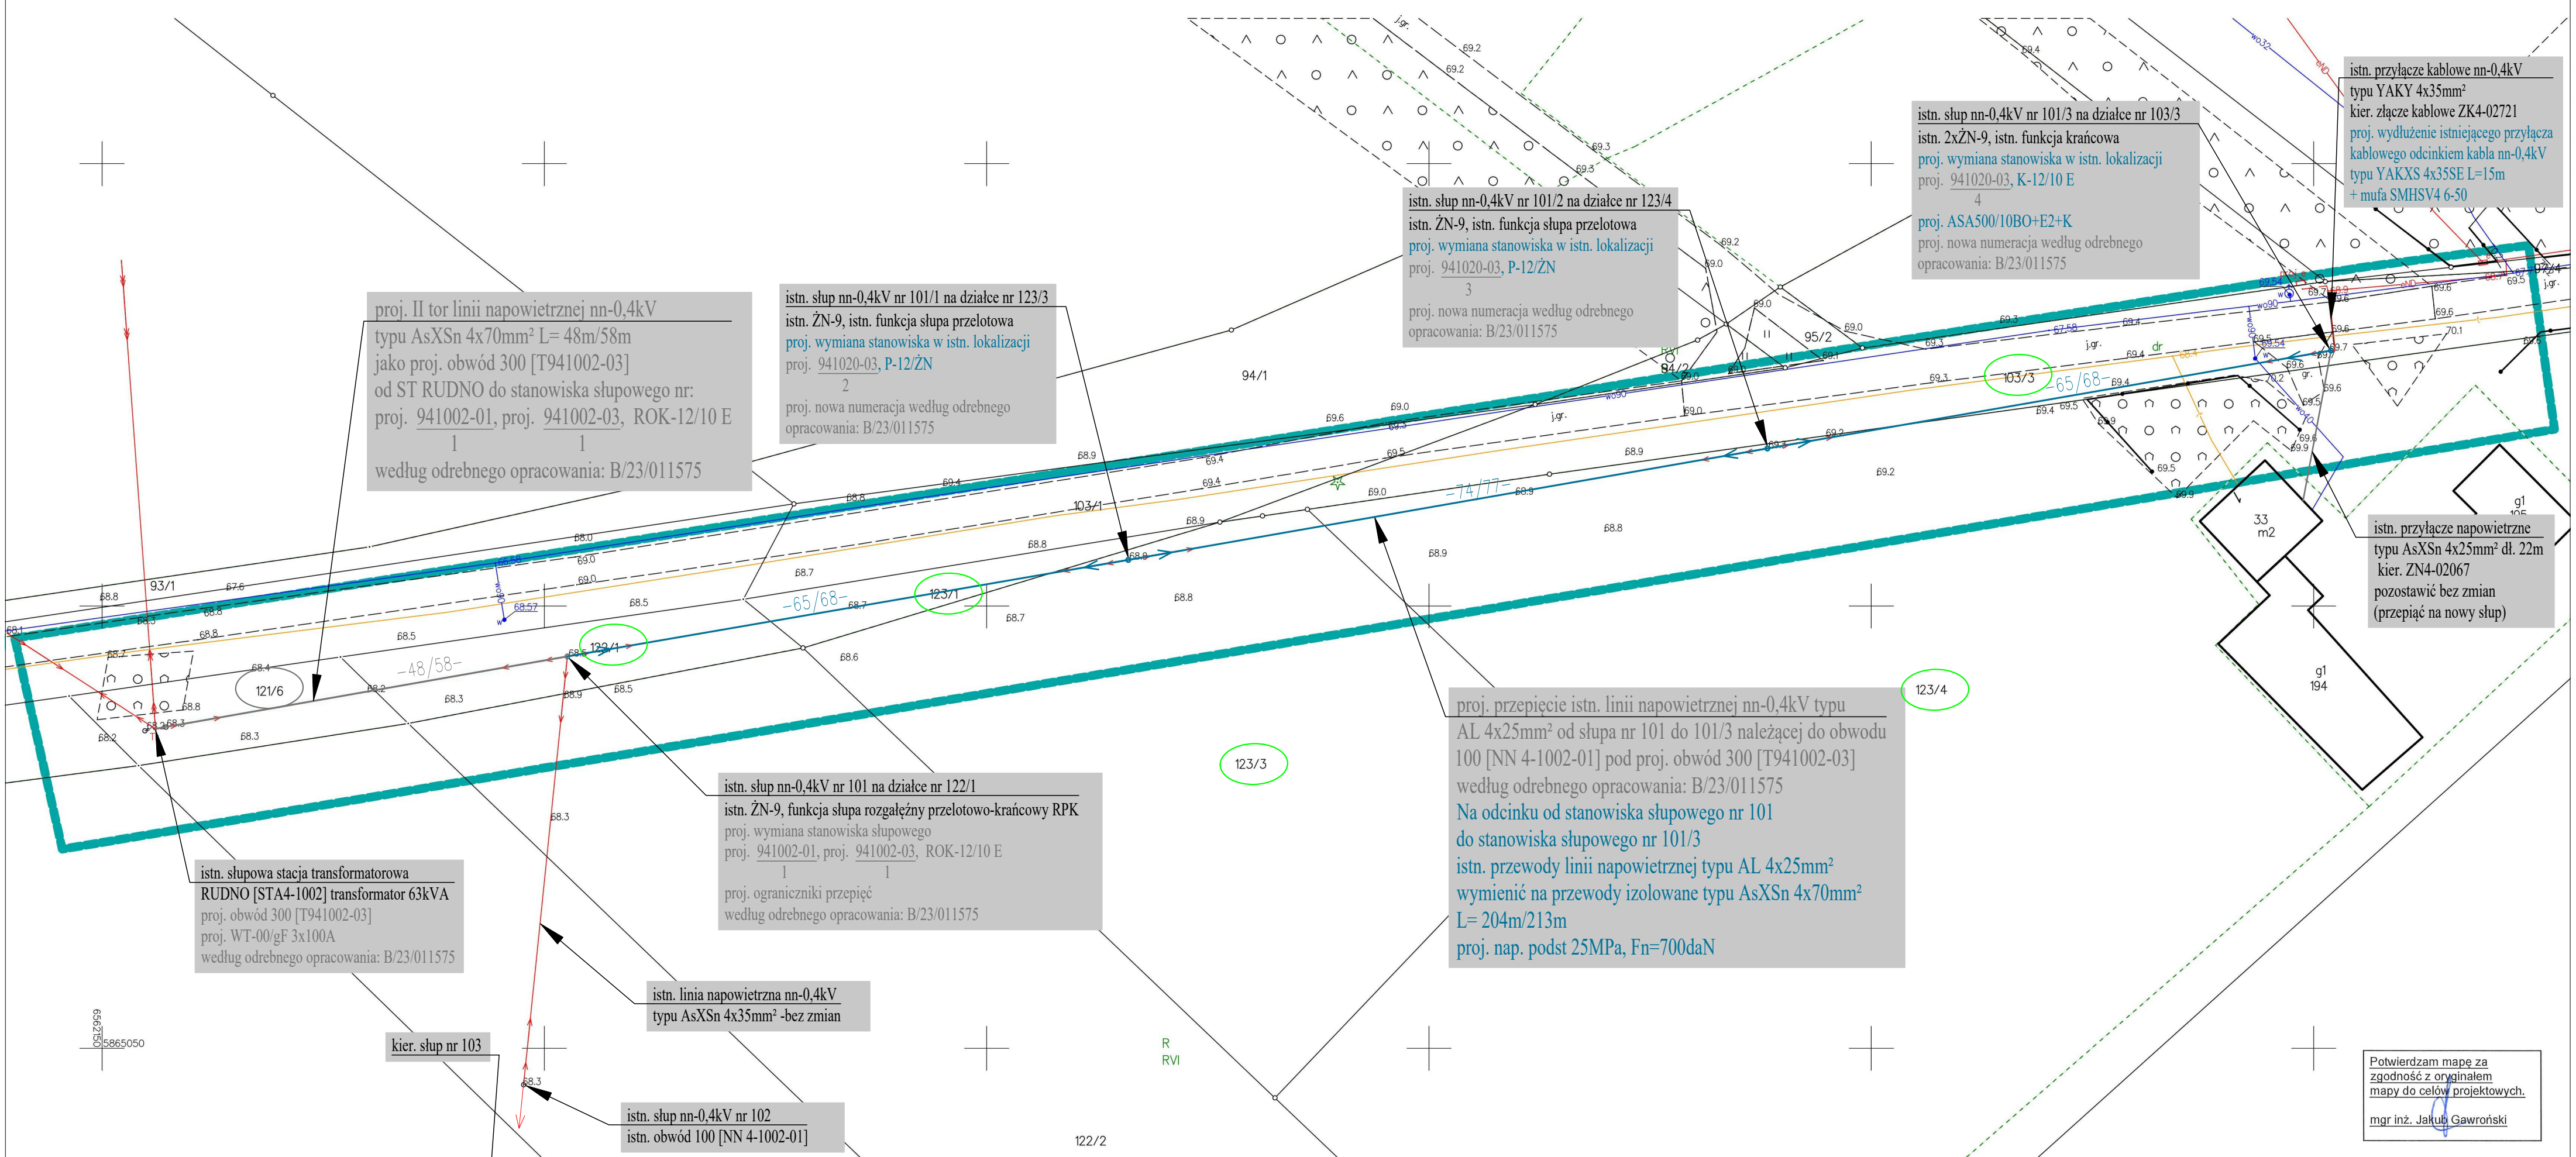 istn. przyłącze kablowe nn-0,4kV
typu YAKY 4x35mm²
kier. złącze kablowe ZK4-02721
proj. wydłużenie istniejącego przyłącza
kablowego odcinkiem kabla nn-0,4kV
typu YAKXS 4x35SE L=15m
+ mufa SMHSV4 6-50
istn. słup nn-0,4kV nr 101/3 na działce nr 103/3
istn. 2xŻN-9, istn. funkcja krańcowa
proj. wymiana stanowiska w istn. lokalizacji
proj. 941020-03, K-12/10 E
4
proj. ASA500/10BO+E2+K
proj. nowa numeracja według odrebnego
opracowania: B/23/011575
istn. słup nn-0,4kV nr 101/2 na działce nr 123/4
istn. ŻN-9, istn. funkcja słupa przelotowa
proj. wymiana stanowiska w istn. lokalizacji
proj. 941020-03, P-12/ŻN
3
proj. nowa numeracja według odrebnego
opracowania: B/23/011575
istn. słup nn-0,4kV nr 101/1 na działce nr 123/3
istn. ŻN-9, istn. funkcja słupa przelotowa
proj. wymiana stanowiska w istn. lokalizacji
proj. 941020-03, P-12/ŻN
2
proj. nowa numeracja według odrebnego
opracowania: B/23/011575
proj. II tor linii napowietrznej nn-0,4kV
typu AsXSn 4x70mm² L= 48m/58m
jako proj. obwód 300 [T941002-03]
od ST RUDNO do stanowiska słupowego nr:
proj. 941002-01, proj. 941002-03, ROK-12/10 E
1 1
według odrebnego opracowania: B/23/011575
94/1
95/2
94/2
103/3
103/1
93/1
121/6
122/1
123/1
123/3
123/4
122/2
-48/58-
-65/68-
-74/77-
-65/68-
33
m2
g1
194
g1
dr
j.gr.
wo32
eND
wo90
wo40
R
RVI
istn. przyłącze napowietrzne
typu AsXSn 4x25mm² dł. 22m
kier. ZN4-02067
pozostawić bez zmian
(przepiąć na nowy słup)
proj. przepięcie istn. linii napowietrznej nn-0,4kV typu
AL 4x25mm² od słupa nr 101 do 101/3 należącej do obwodu
100 [NN 4-1002-01] pod proj. obwód 300 [T941002-03]
według odrebnego opracowania: B/23/011575
Na odcinku od stanowiska słupowego nr 101
do stanowiska słupowego nr 101/3
istn. przewody linii napowietrznej typu AL 4x25mm²
wymienić na przewody izolowane typu AsXSn 4x70mm²
L= 204m/213m
proj. nap. podst 25MPa, Fn=700daN
istn. słup nn-0,4kV nr 101 na działce nr 122/1
istn. ŻN-9, funkcja słupa rozgałęźny przelotowo-krańcowy RPK
proj. wymiana stanowiska słupowego
proj. 941002-01, proj. 941002-03, ROK-12/10 E
1 1
proj. ograniczniki przepięć
według odrebnego opracowania: B/23/011575
istn. słupowa stacja transformatorowa
RUDNO [STA4-1002] transformator 63kVA
proj. obwód 300 [T941002-03]
proj. WT-00/gF 3x100A
według odrebnego opracowania: B/23/011575
istn. linia napowietrzna nn-0,4kV
typu AsXSn 4x35mm² -bez zmian
kier. słup nr 103
istn. słup nn-0,4kV nr 102
istn. obwód 100 [NN 4-1002-01]
6562150
5865050
Potwierdzam mapę za
zgodność z oryginałem
mapy do celów projektowych.
mgr inż. Jakub Gawroński